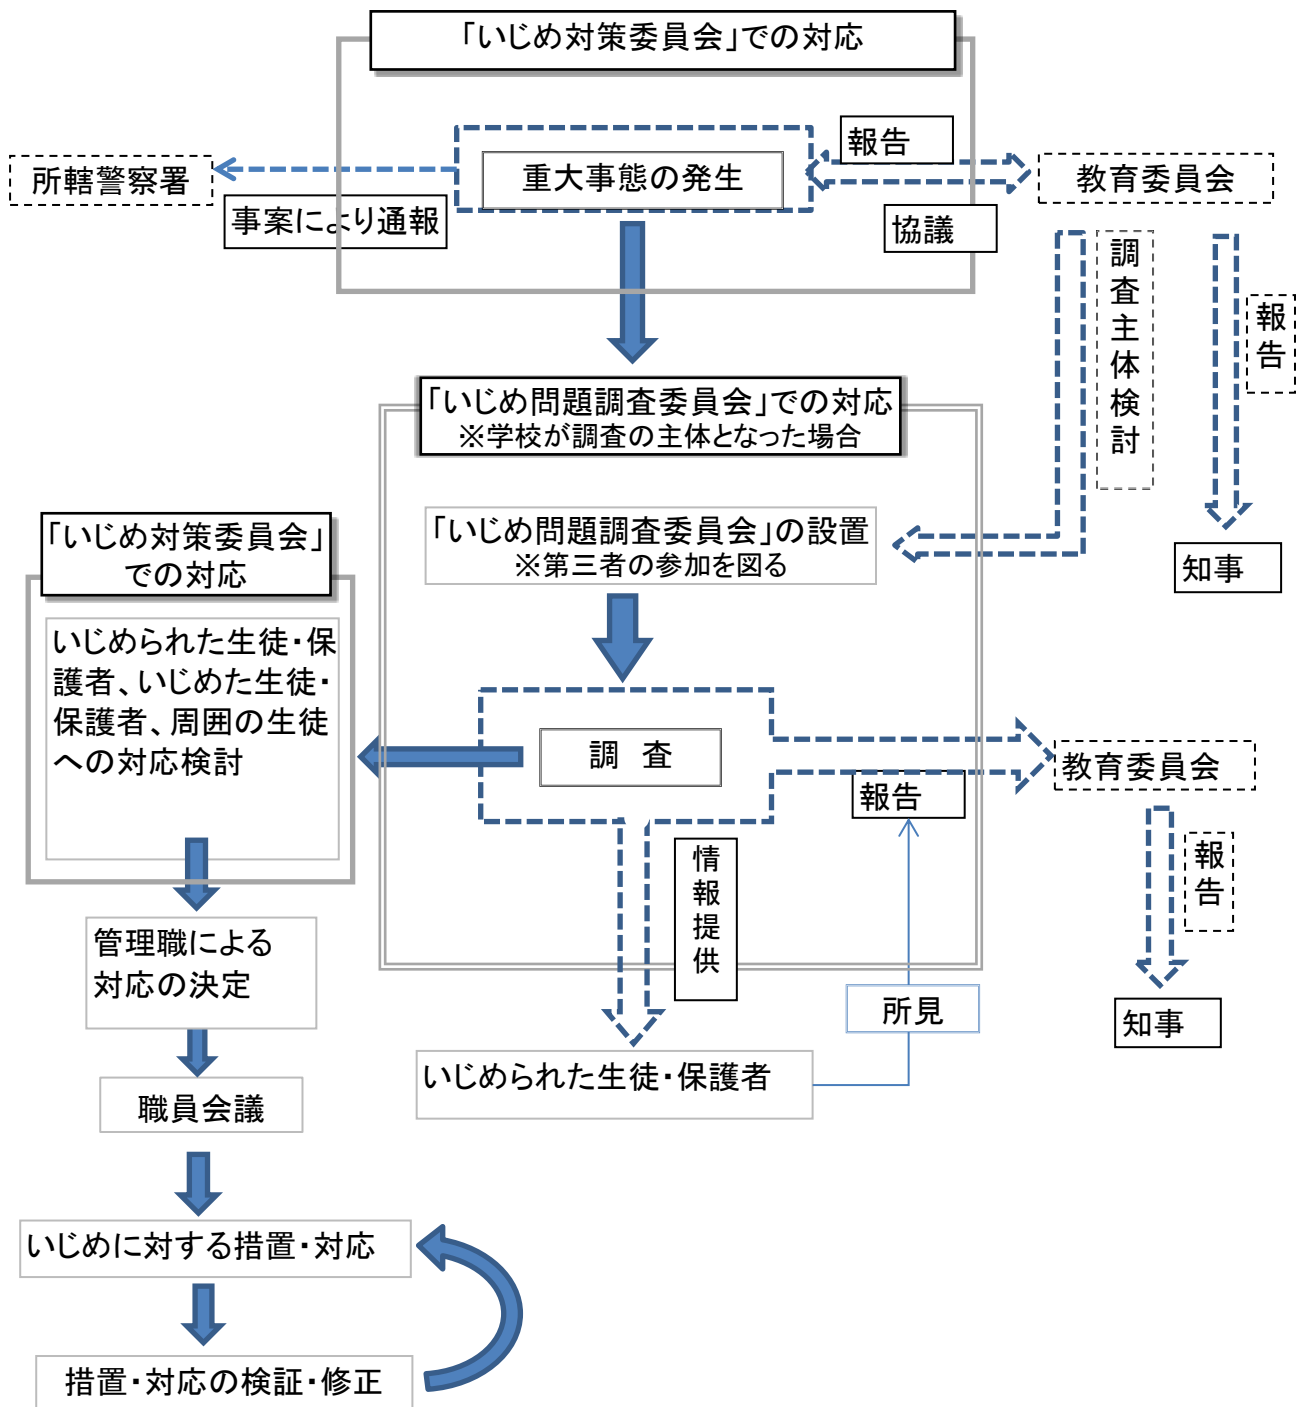 「いじめ対策委員会」での対応
報告
重大事態の発生
所轄警察署
教育委員会
事案により通報
協議
調査主体検討
報告
「いじめ問題調査委員会」での対応
※学校が調査の主体となった場合
「いじめ問題調査委員会」の設置
※第三者の参加を図る
知事
「いじめ対策委員会」
での対応
いじめられた生徒・保
護者、いじめた生徒・
保護者、周囲の生徒
への対応検討
調 査
教育委員会
報告
情報提供
報告
管理職による
対応の決定
所見
知事
いじめられた生徒・保護者
職員会議
いじめに対する措置・対応
措置・対応の検証・修正